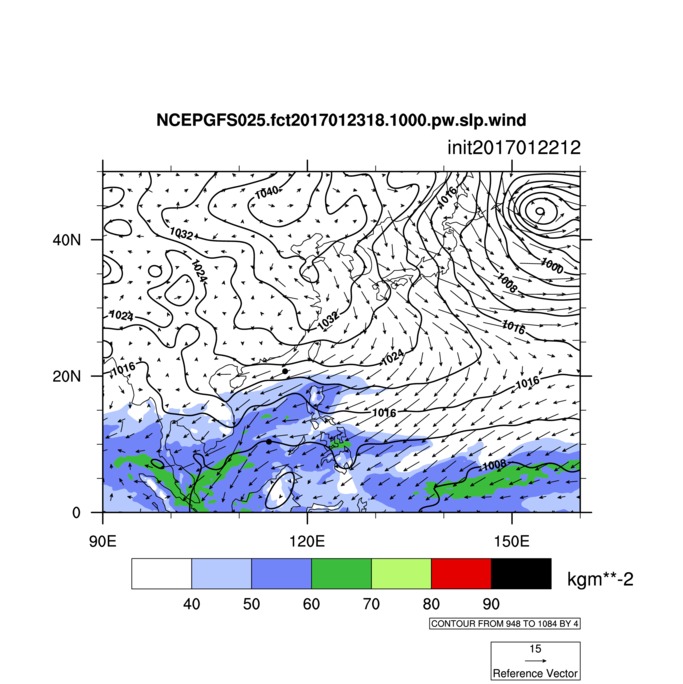 NCEPGFS025.fct2017012318.1000.pw.slp.wind
init2017012212
1040
1016
1032
40N
1024
1000
1008
1024
1032
1016
1024
1016
20N
1016
1016
1008
0
90E 120E 150E
kgm**-2
40 50 60 70 80 90
CONTOUR FROM 948 TO 1084 BY 4
15
Reference Vector